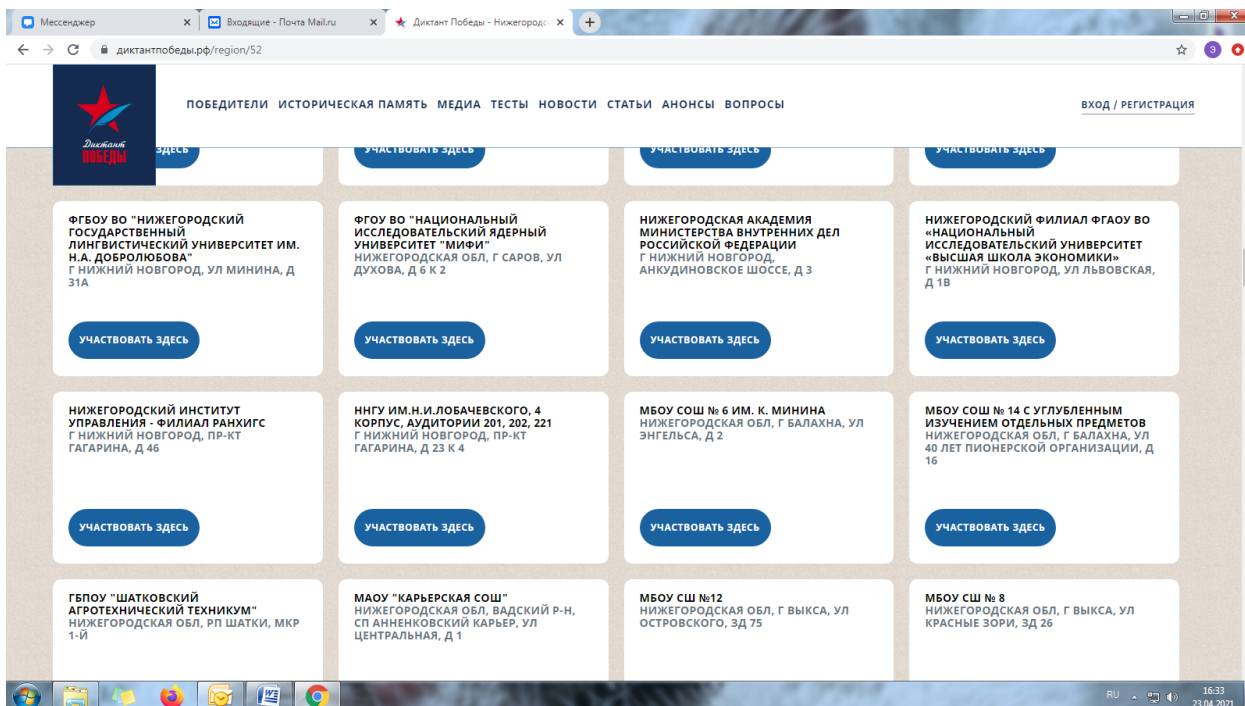 Мессенджер
Входящие - Почта Mail.ru
Диктант Победы - Нижегородс
диктантпобеды.рф/region/52
Э
Диктант
ПОБЕДЫ
ПОБЕДИТЕЛИ ИСТОРИЧЕСКАЯ ПАМЯТЬ МЕДИА ТЕСТЫ НОВОСТИ СТАТЬИ АНОНСЫ ВОПРОСЫ
ВХОД / РЕГИСТРАЦИЯ
ЗДЕСЬ
УЧАСТВОВАТЬ ЗДЕСЬ
УЧАСТВОВАТЬ ЗДЕСЬ
УЧАСТВОВАТЬ ЗДЕСЬ
ФГБОУ ВО "НИЖЕГОРОДСКИЙ
ГОСУДАРСТВЕННЫЙ
ЛИНГВИСТИЧЕСКИЙ УНИВЕРСИТЕТ ИМ.
Н.А. ДОБРОЛЮБОВА"
Г НИЖНИЙ НОВГОРОД, УЛ МИНИНА, Д
31А
УЧАСТВОВАТЬ ЗДЕСЬ
ФГОУ ВО "НАЦИОНАЛЬНЫЙ
ИССЛЕДОВАТЕЛЬСКИЙ ЯДЕРНЫЙ
УНИВЕРСИТЕТ "МИФИ"
НИЖЕГОРОДСКАЯ ОБЛ, Г САРОВ, УЛ
ДУХОВА, Д 6 К 2
УЧАСТВОВАТЬ ЗДЕСЬ
НИЖЕГОРОДСКАЯ АКАДЕМИЯ
МИНИСТЕРСТВА ВНУТРЕННИХ ДЕЛ
РОССИЙСКОЙ ФЕДЕРАЦИИ
Г НИЖНИЙ НОВГОРОД,
АНКУДИНОВСКОЕ ШОССЕ, Д 3
УЧАСТВОВАТЬ ЗДЕСЬ
НИЖЕГОРОДСКИЙ ФИЛИАЛ ФГАОУ ВО
«НАЦИОНАЛЬНЫЙ
ИССЛЕДОВАТЕЛЬСКИЙ УНИВЕРСИТЕТ
«ВЫСШАЯ ШКОЛА ЭКОНОМИКИ»
Г НИЖНИЙ НОВГОРОД, УЛ ЛЬВОВСКАЯ,
Д 1В
УЧАСТВОВАТЬ ЗДЕСЬ
НИЖЕГОРОДСКИЙ ИНСТИТУТ
УПРАВЛЕНИЯ - ФИЛИАЛ РАНХИГС
Г НИЖНИЙ НОВГОРОД, ПР-КТ
ГАГАРИНА, Д 46
УЧАСТВОВАТЬ ЗДЕСЬ
ННГУ ИМ.Н.И.ЛОБАЧЕВСКОГО, 4
КОРПУС, АУДИТОРИИ 201, 202, 221
Г НИЖНИЙ НОВГОРОД, ПР-КТ
ГАГАРИНА, Д 23 К 4
УЧАСТВОВАТЬ ЗДЕСЬ
МБОУ СОШ № 6 ИМ. К. МИНИНА
НИЖЕГОРОДСКАЯ ОБЛ, Г БАЛАХНА, УЛ
ЭНГЕЛЬСА, Д 2
УЧАСТВОВАТЬ ЗДЕСЬ
МБОУ СОШ № 14 С УГЛУБЛЕННЫМ
ИЗУЧЕНИЕМ ОТДЕЛЬНЫХ ПРЕДМЕТОВ
НИЖЕГОРОДСКАЯ ОБЛ, Г БАЛАХНА, УЛ
40 ЛЕТ ПИОНЕРСКОЙ ОРГАНИЗАЦИИ, Д
16
УЧАСТВОВАТЬ ЗДЕСЬ
ГБПОУ "ШАТКОВСКИЙ
АГРОТЕХНИЧЕСКИЙ ТЕХНИКУМ"
НИЖЕГОРОДСКАЯ ОБЛ, РП ШАТКИ, МКР
1-Й
МАОУ "КАРЬЕРСКАЯ СОШ"
НИЖЕГОРОДСКАЯ ОБЛ, ВАДСКИЙ Р-Н,
СП АННЕНКОВСКИЙ КАРЬЕР, УЛ
ЦЕНТРАЛЬНАЯ, Д 1
МБОУ СШ №12
НИЖЕГОРОДСКАЯ ОБЛ, Г ВЫКСА, УЛ
ОСТРОВСКОГО, ЗД 75
МБОУ СШ № 8
НИЖЕГОРОДСКАЯ ОБЛ, Г ВЫКСА, УЛ
КРАСНЫЕ ЗОРИ, ЗД 26
RU
16:33
23.04.2021